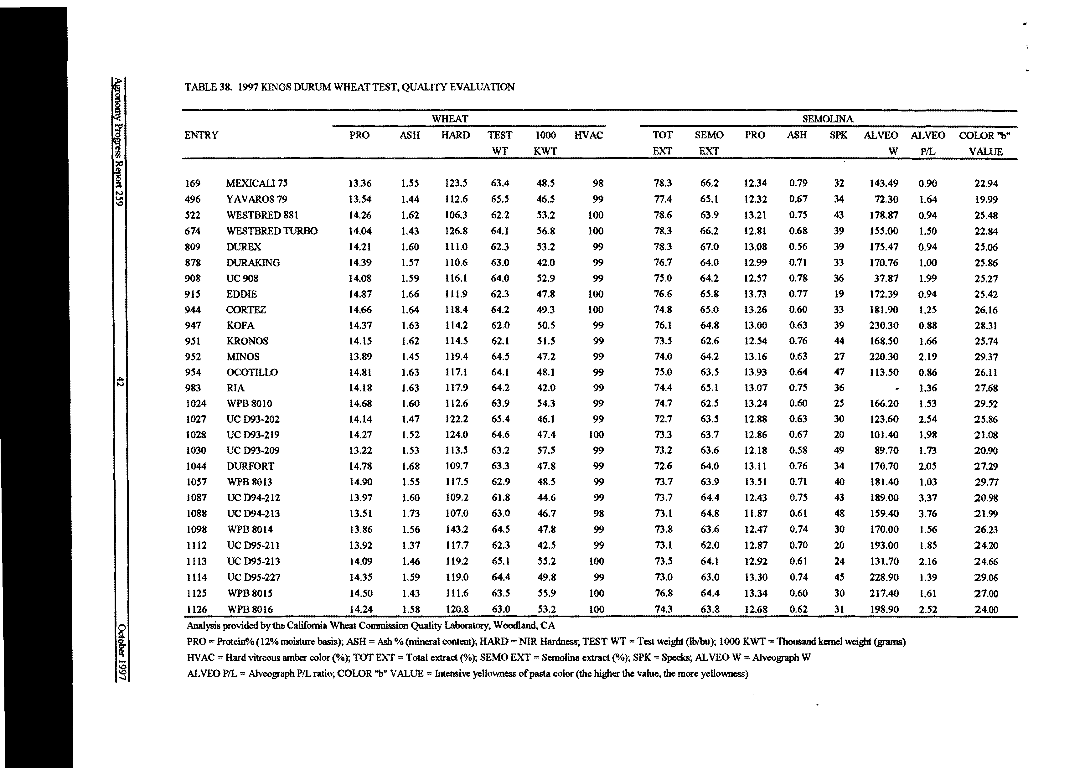 TABLE 38. 1997 KINGS DURUM WHEAT TEST, QUALITY EVALUATION
WHEAT SEMOLINA
ENTRY PRO ASH HARD TEST 1000 HVAC TOT SEMO PRO ASH SPK ALVEO ALVEO COLOR "b"
WT KWT EXT EXT W P/L VALUE
169 MEXICALI 75 13.36 1.55 123.5 63.4 48.5 98 78.3 66.2 12.34 0.79 32 143.49 0.90 22.94
496 YAVAROS 79 13.54 1.44 112.6 65.5 46.5 99 77.4 65.1 12.32 0.67 34 72.30 1.64 19.99
522 WESTBRED 881 14.26 1.62 106.3 62.2 53.2 100 78.6 63.9 13.21 0.75 43 178.87 0.94 25.48
674 WESTBRED TURBO 14.04 1.43 126.8 64.1 56.8 100 78.3 66.2 12.81 0.68 39 155.00 1.50 22.84
809 DUREX 14.21 1.60 111.0 62.3 53.2 99 78.3 67.0 13.08 0.56 39 175.47 0.94 25.06
878 DURAKING 14.39 1.57 110.6 63.0 42.0 99 76.7 64.0 12.99 0.71 33 170.76 1.00 25.86
908 UC 908 14.08 1.59 116.1 64.0 52.9 99 75.0 64.2 12.57 0.78 36 37.87 1.99 25.27
915 EDDIE 14.87 1.66 111.9 62.3 47.8 100 76.6 65.8 13.73 0.77 19 172.39 0.94 25.42
944 CORTEZ 14.66 1.64 118.4 64.2 49.3 100 74.8 65.0 13.26 0.60 33 181.90 1.25 26.16
947 KOFA 14.37 1.63 114.2 62.0 50.5 99 76.1 64.8 13.00 0.63 39 230.30 0.88 28.31
951 KRONOS 14.15 1.62 114.5 62.1 51.5 99 73.5 62.6 12.54 0.76 44 168.50 1.66 25.74
952 MINOS 13.89 1.45 119.4 64.5 47.2 99 74.0 64.2 13.16 0.63 27 220.30 2.19 29.37
954 OCOTILLO 14.81 1.63 117.1 64.1 48.1 99 75.0 63.5 13.93 0.64 47 113.50 0.86 26.11
983 RIA 14.18 1.63 117.9 64.2 42.0 99 74.4 65.1 13.07 0.75 36 - 1.36 27.68
1024 WPB 8010 14.68 1.60 112.6 63.9 54.3 99 74.7 62.5 13.24 0.60 25 166.20 1.53 29.52
1027 UC D93-202 14.14 1.47 122.2 65.4 46.1 99 72.7 63.5 12.88 0.63 30 123.60 2.54 25.86
1028 UC D93-219 14.27 1.52 124.0 64.6 47.4 100 73.3 63.7 12.86 0.67 20 101.40 1.98 21.08
1030 UC D93-209 13.22 1.53 113.5 63.2 57.5 99 73.2 63.6 12.18 0.58 49 89.70 1.73 20.90
1044 DURFORT 14.78 1.68 109.7 63.3 47.8 99 72.6 64.0 13.11 0.76 34 170.70 2.05 27.29
1057 WPB 8013 14.90 1.55 117.5 62.9 48.5 99 73.7 63.9 13.51 0.71 40 181.40 1.03 29.77
1087 UC D94-212 13.97 1.60 109.2 61.8 44.6 99 73.7 64.4 12.43 0.75 43 189.00 3.37 20.98
1088 UC D94-213 13.51 1.73 107.0 63.0 46.7 98 73.1 64.8 11.87 0.61 48 159.40 3.76 21.99
1098 WPB 8014 13.86 1.56 143.2 64.5 47.8 99 73.8 63.6 12.47 0.74 30 170.00 1.56 26.23
1112 UC D95-211 13.92 1.37 117.7 62.3 42.5 99 73.1 62.0 12.87 0.70 20 193.00 1.85 24.20
1113 UC D95-213 14.09 1.46 119.2 65.1 55.2 100 73.5 64.1 12.92 0.61 24 131.70 2.16 24.66
1114 UC D95-227 14.35 1.59 119.0 64.4 49.8 99 73.0 63.0 13.30 0.74 45 228.90 1.39 29.06
1125 WPB 8015 14.50 1.43 111.6 63.5 55.9 100 76.8 64.4 13.34 0.60 30 217.40 1.61 27.00
1126 WPB 8016 14.24 1.58 120.8 63.0 53.2 100 74.3 63.8 12.68 0.62 31 198.90 2.52 24.00
Analysis provided by the California Wheat Commission Quality Laboratory, Woodland, CA
PRO = Protein% (12% moisture basis); ASH = Ash % (mineral content); HARD = NIR Hardness; TEST WT = Test weight (lb/bu); 1000 KWT = Thousand kernel weight (grams)
HVAC = Hard vitreous amber color (%); TOT EXT = Total extract (%); SEMO EXT = Semolina extract (%); SPK = Specks; ALVEO W = Alveograph W
ALVEO P/L = Alveograph P/L ratio; COLOR "b" VALUE = Intensive yellowness of pasta color (the higher the value, the more yellowness)
Agronomy Progress Report 259
42
October 1997